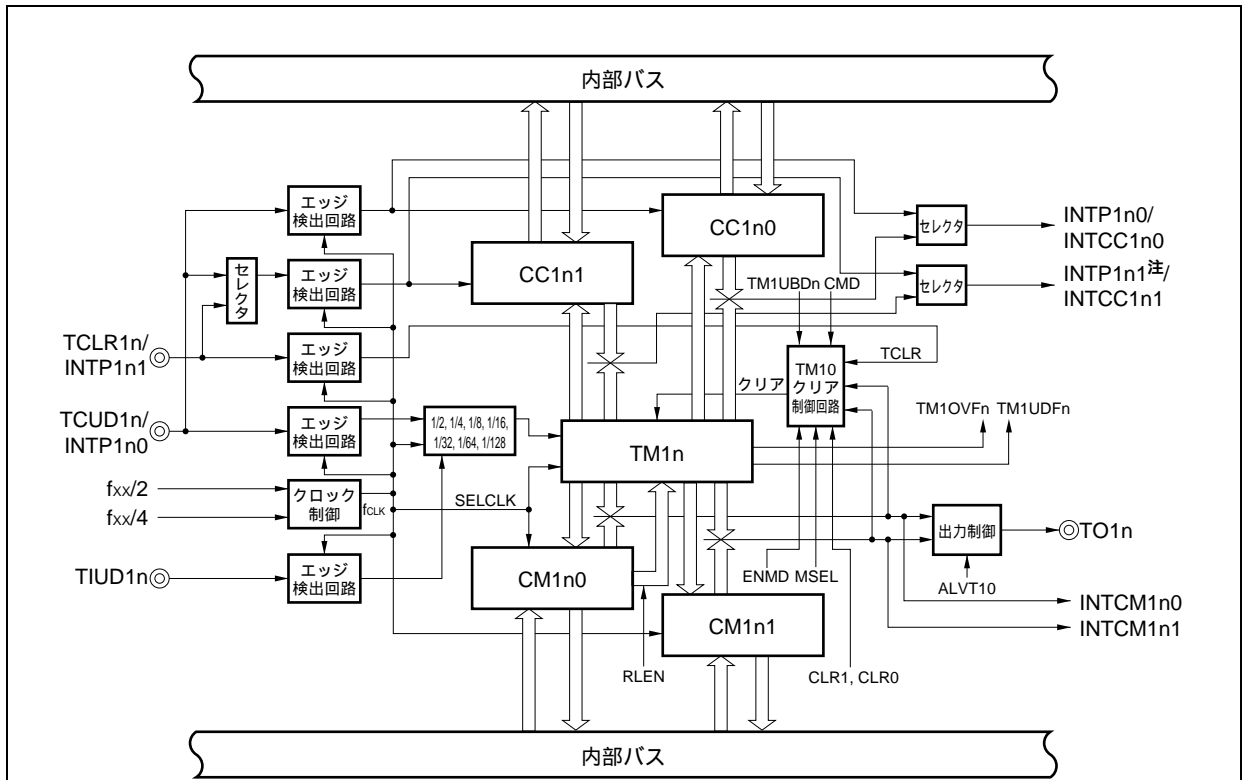 内部バス
エッジ
検出回路
CC1n0
セレクタ
INTP1n0/
INTCC1n0
セレクタ
エッジ
検出回路
CC1n1
TM1UBDn CMD
セレクタ
INTP1n1注/
INTCC1n1
TCLR1n/
INTP1n1
エッジ
検出回路
TCLR
TM10
クリア
制御回路
クリア
TCUD1n/
INTP1n0
エッジ
検出回路
1/2, 1/4, 1/8, 1/16,
1/32, 1/64, 1/128
TM1n
TM1OVFn TM1UDFn
fXX/2
fXX/4
クロック
制御
fCLK
SELCLK
出力制御
TO1n
TIUD1n
エッジ
検出回路
CM1n0
ENMD MSEL
ALVT10
CM1n1
INTCM1n0
INTCM1n1
RLEN
CLR1, CLR0
内部バス